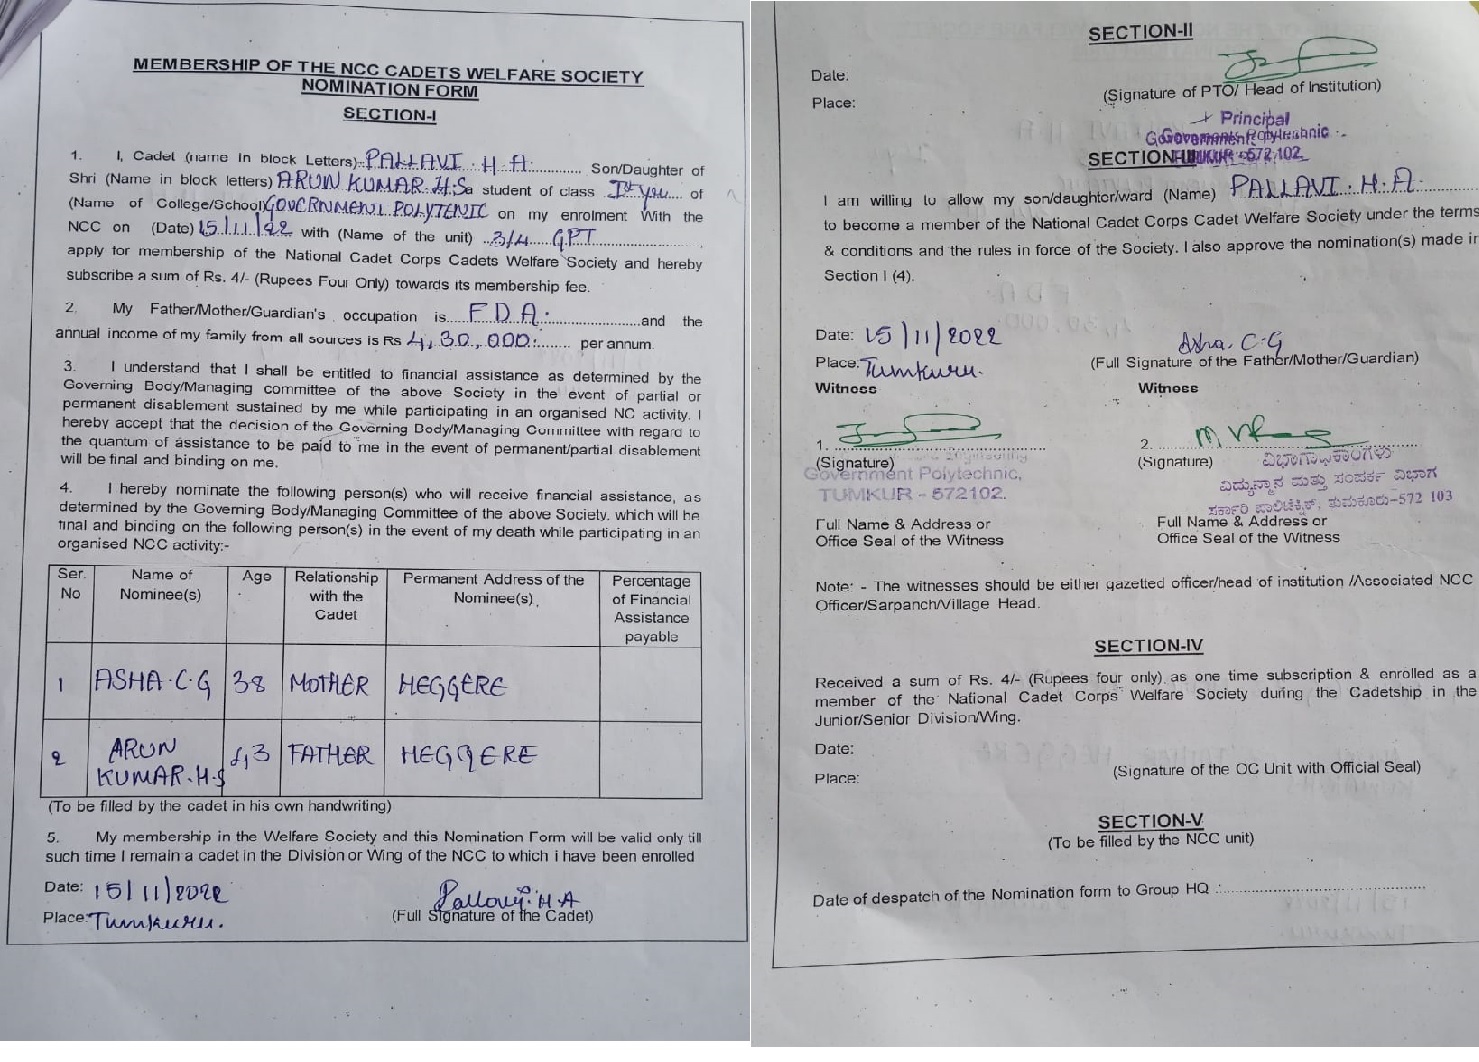 MEMBERSHIP OF THE NCC CADETS WELFARE SOCIETY
NOMINATION FORM
SECTION-I
1. I, Cadet (name In block Letters) PALLAVI. H. A. Son/Daughter of
Shri (Name in block letters) ARUN KUMAR.H.S a student of class Ist yr of
(Name of College/School) GOVERNMENT POLYTENIC on my enrolment With the
NCC on (Date) 15/11/22 with (Name of the unit) 3/4 GPT
apply for membership of the National Cadet Corps Cadets Welfare Society and hereby
subscribe a sum of Rs. 4/- (Rupees Four Only) towards its membership fee.
2. My Father/Mother/Guardian's occupation is F D A. and the
annual income of my family from all sources is Rs 4,30,000. per annum.
3. I understand that I shall be entitled to financial assistance as determined by the
Governing Body/Managing committee of the above Society in the event of partial or
permanent disablement sustained by me while participating in an organised NC activity. I
hereby accept that the decision of the Governing Body/Managing Committee with regard to
the quantum of assistance to be paid to me in the event of permanent/partial disablement
will be final and binding on me.
4. I hereby nominate the following person(s) who will receive financial assistance, as
determined by the Governing Body/Managing Committee of the above Society. which will be
final and binding on the following person(s) in the event of my death while participating in an
organised NCC activity:-
Ser. No Name of Nominee(s) Age Relationship with the Cadet Permanent Address of the Nominee(s) Percentage of Financial Assistance payable
1 ASHA.C.G 38 MOTHER HEGGERE
2 ARUN KUMAR.H.S 43 FATHER HEGGERE
(To be filled by the cadet in his own handwriting)
5. My membership in the Welfare Society and this Nomination Form will be valid only till
such time I remain a cadet in the Division or Wing of the NCC to which i have been enrolled
Date: 15/11/2022
Pallavi.H.A
Place: Tumkuru.
(Full Signature of the Cadet)
SECTION-II
Date:
Place:
(Signature of PTO/ Head of Institution)
Principal
Government Polytechnic
TUMKUR-572102.
SECTION-III
I am willing to allow my son/daughter/ward (Name) PALLAVI. H. A.
to become a member of the National Cadet Corps Cadet Welfare Society under the terms
& conditions and the rules in force of the Society. I also approve the nomination(s) made in
Section I (4).
Date: 15/11/2022
Asha. C.G
Place: Tumkuru.
(Full Signature of the Father/Mother/Guardian)
Witness
Witness
1.
2.
(Signature)
(Signature)
Government Polytechnic,
TUMKUR - 572102.
ವಿಭಾಗಾಧಿಕಾರಿಗಳು
ವಿದ್ಯುನ್ಮಾನ ಮತ್ತು ಸಂಪರ್ಕ ವಿಭಾಗ
ಸರ್ಕಾರಿ ಪಾಲಿಟೆಕ್ನಿಕ್, ತುಮಕೂರು-572 103
Full Name & Address or
Office Seal of the Witness
Full Name & Address or
Office Seal of the Witness
Note: - The witnesses should be either gazetted officer/head of institution /Associated NCC
Officer/Sarpanch/Village Head.
SECTION-IV
Received a sum of Rs. 4/- (Rupees four only) as one time subscription & enrolled as a
member of the National Cadet Corps Welfare Society during the Cadetship in the
Junior/Senior Division/Wing.
Date:
Place:
(Signature of the OC Unit with Official Seal)
SECTION-V
(To be filled by the NCC unit)
Date of despatch of the Nomination form to Group HQ :